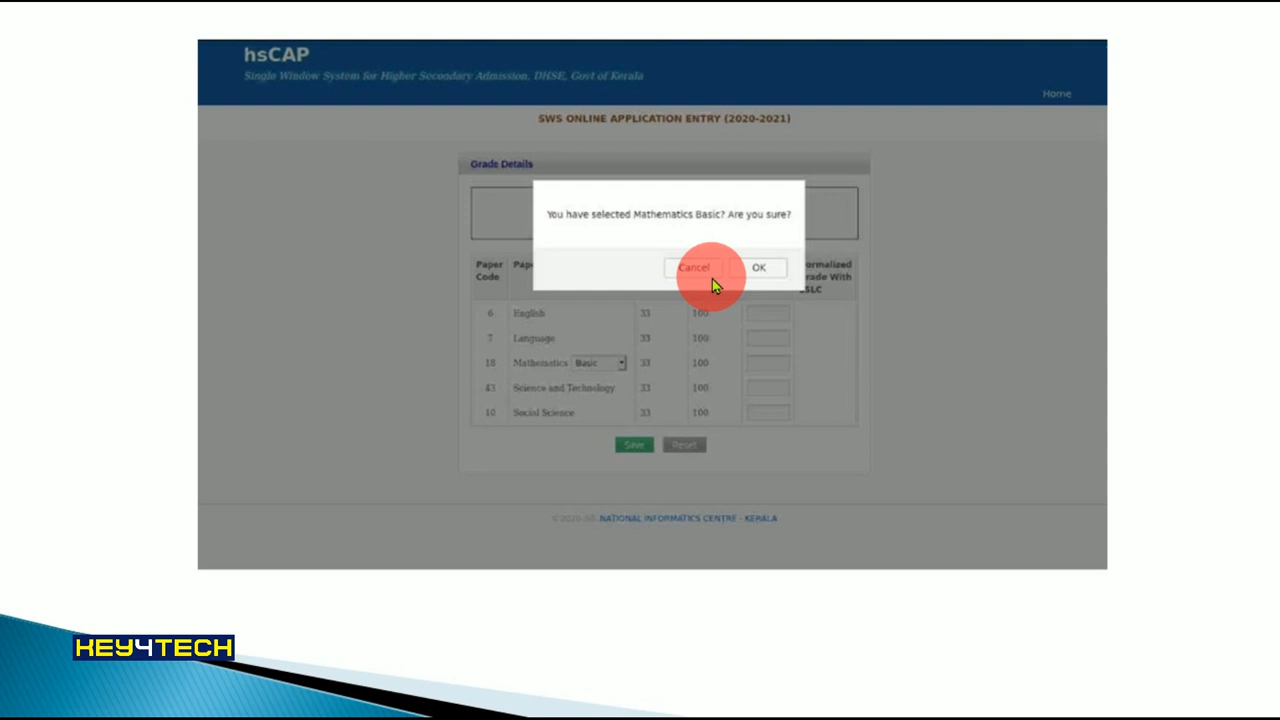 hsCAP
Single Window System for Higher Secondary Admission, DHSE, Govt of Kerala
Home
SWS ONLINE APPLICATION ENTRY (2020-2021)
Grade Details
You have selected Mathematics Basic? Are you sure?
Cancel OK
Paper Code
ormalized
rade With
SLC
6 English 33 100
7 Language 33 100
18 Mathematics Basic 33 100
43 Science and Technology 33 100
10 Social Science 33 100
Save Reset
NATIONAL INFORMATICS CENTRE - KERALA
KEY4TECH